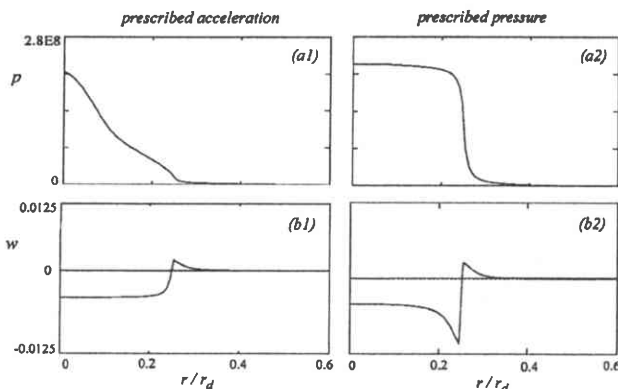 prescribed acceleration prescribed pressure
2.8E8
(a1) (a2)
p
0
0.0125
(b1) (b2)
w
0
-0.0125
0 0.2 0.4 0.6 0 0.2 0.4 0.6
r/r_d r/r_d